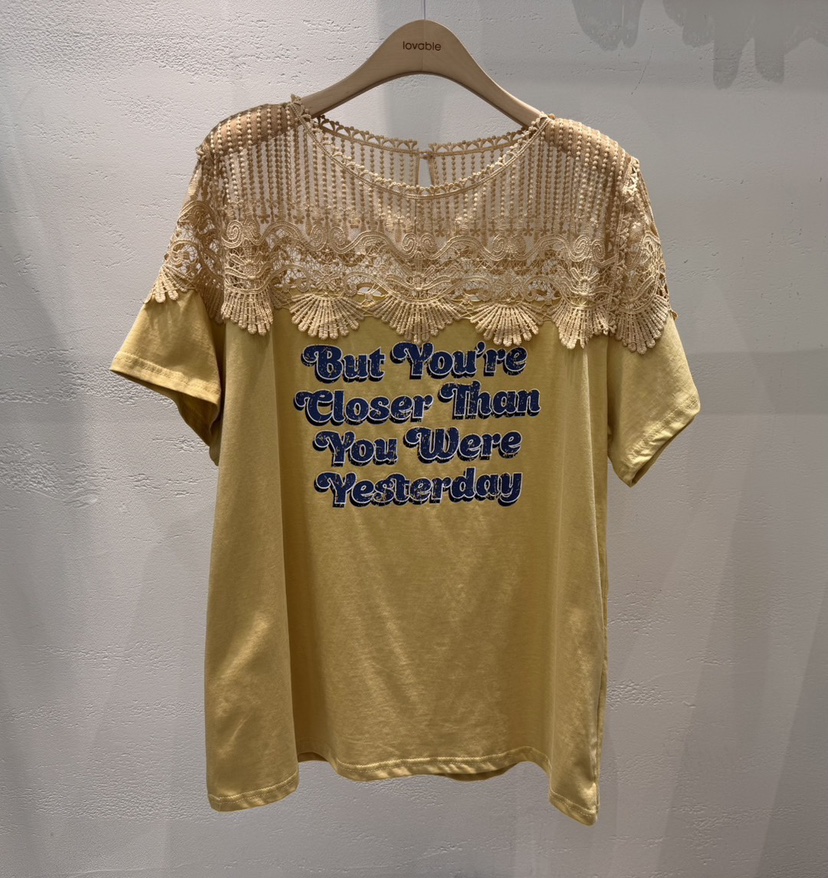 lovable
But You're
Closer Than
You Were
Yesterday